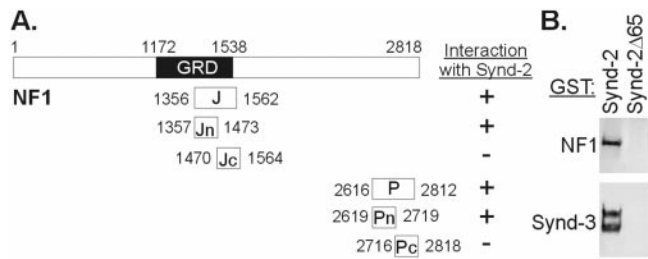 A.
1 1172 1538 2818
GRD
NF1
Interaction
with Synd-2
1356 J 1562 +
1357 Jn 1473 +
1470 Jc 1564 -
2616 P 2812 +
2619 Pn 2719 +
2716 Pc 2818 -
B.
GST: Synd-2 Synd-2Δ65
NF1
Synd-3